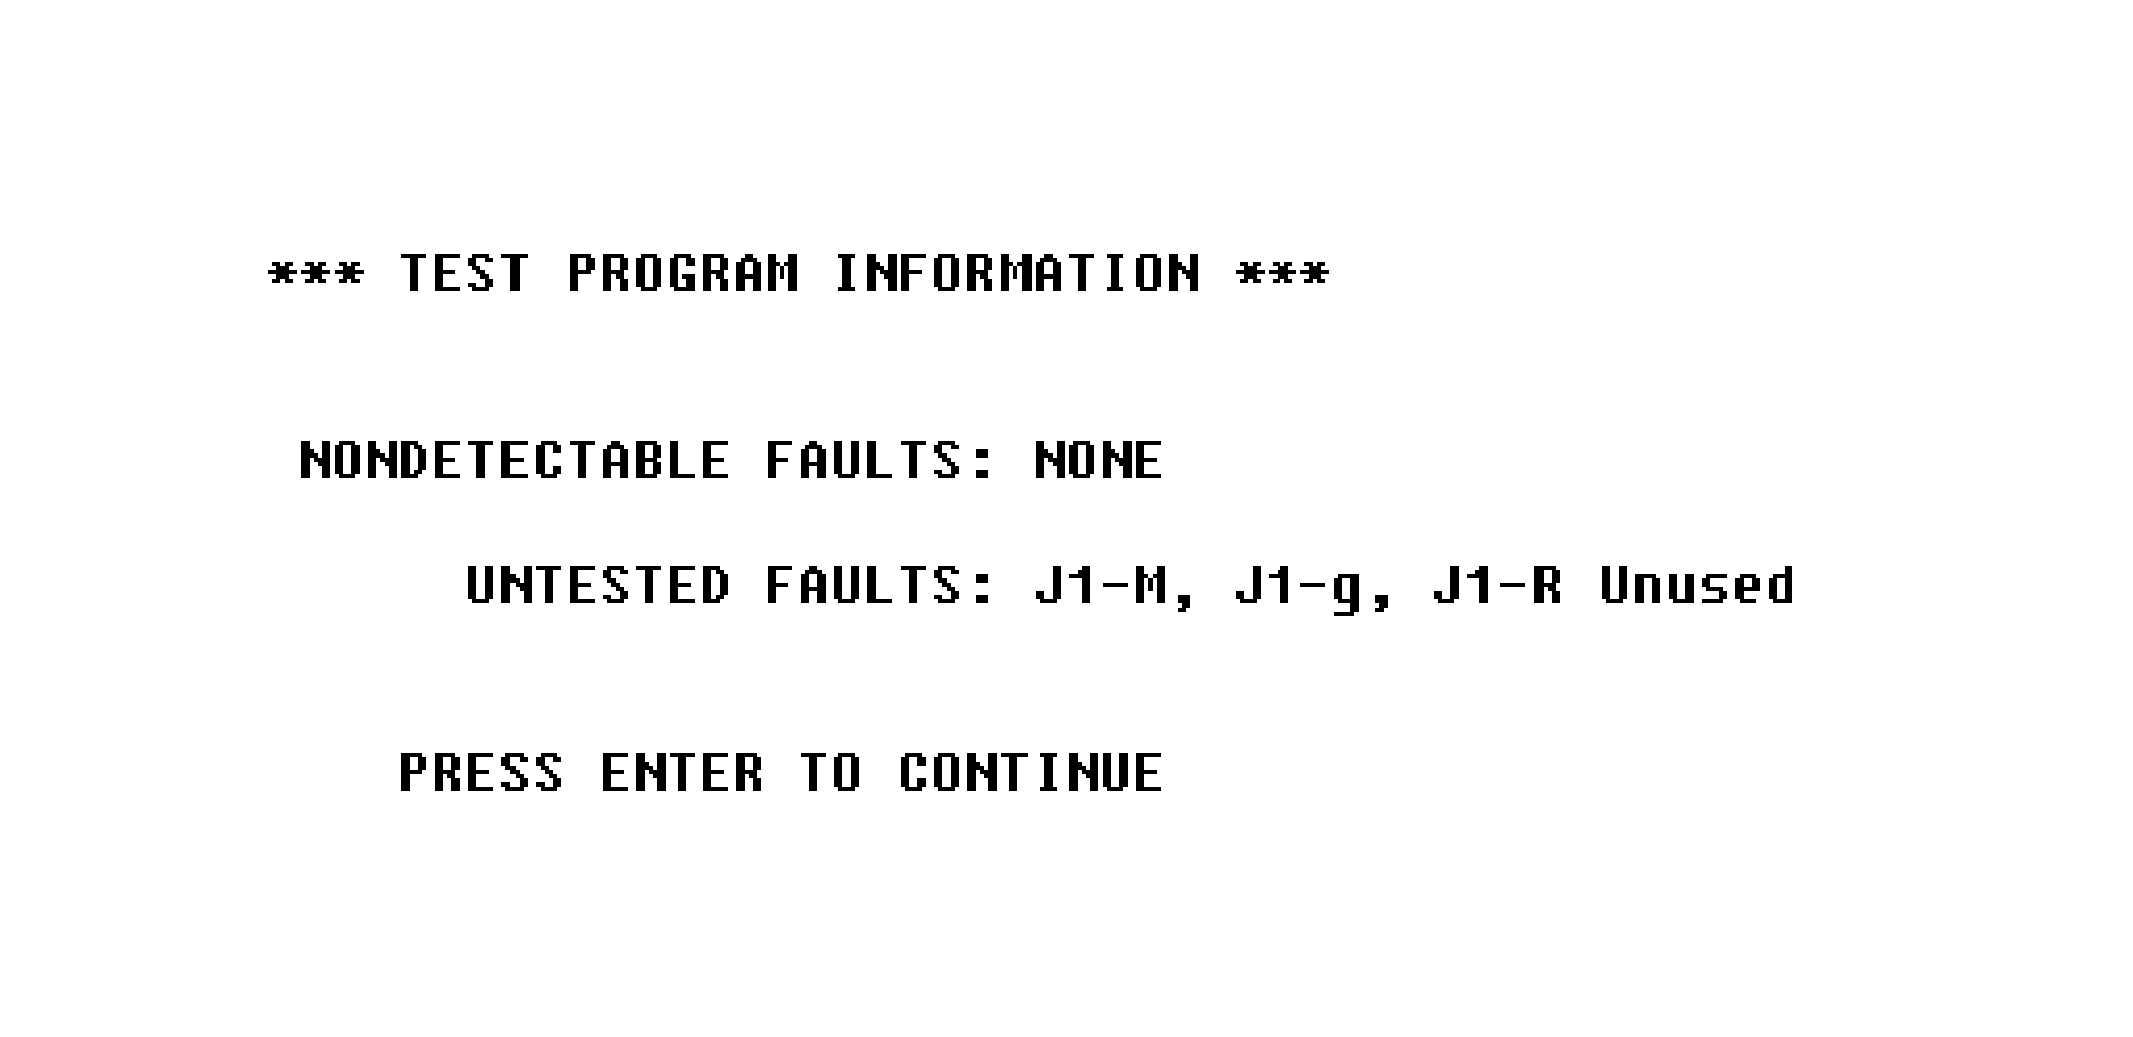 *** TEST PROGRAM INFORMATION ***
NONDETECTABLE FAULTS: NONE
UNTESTED FAULTS: J1-M, J1-g, J1-R Unused
PRESS ENTER TO CONTINUE